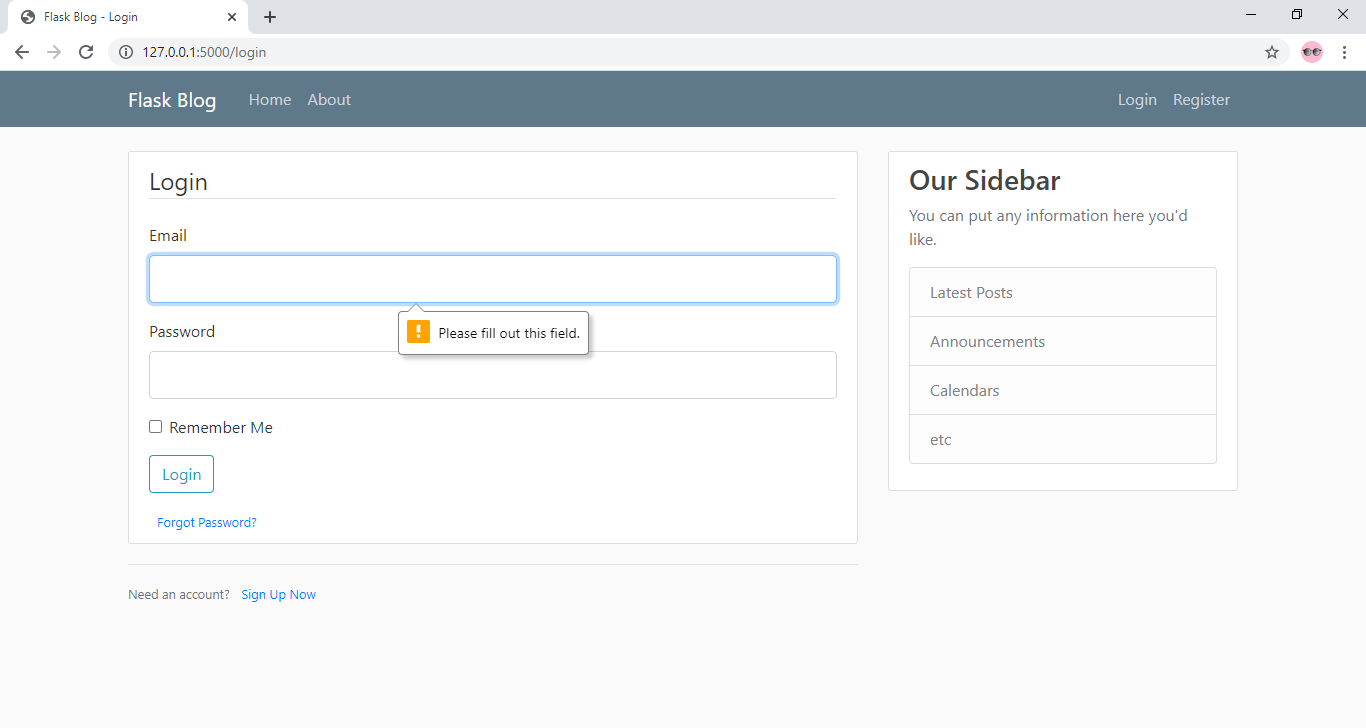 Flask Blog - Login
127.0.0.1:5000/login
Flask Blog Home About Login Register
Login
Email
Please fill out this field.
Password
Remember Me
Login
Forgot Password?
Need an account? Sign Up Now
Our Sidebar
You can put any information here you'd
like.
Latest Posts
Announcements
Calendars
etc